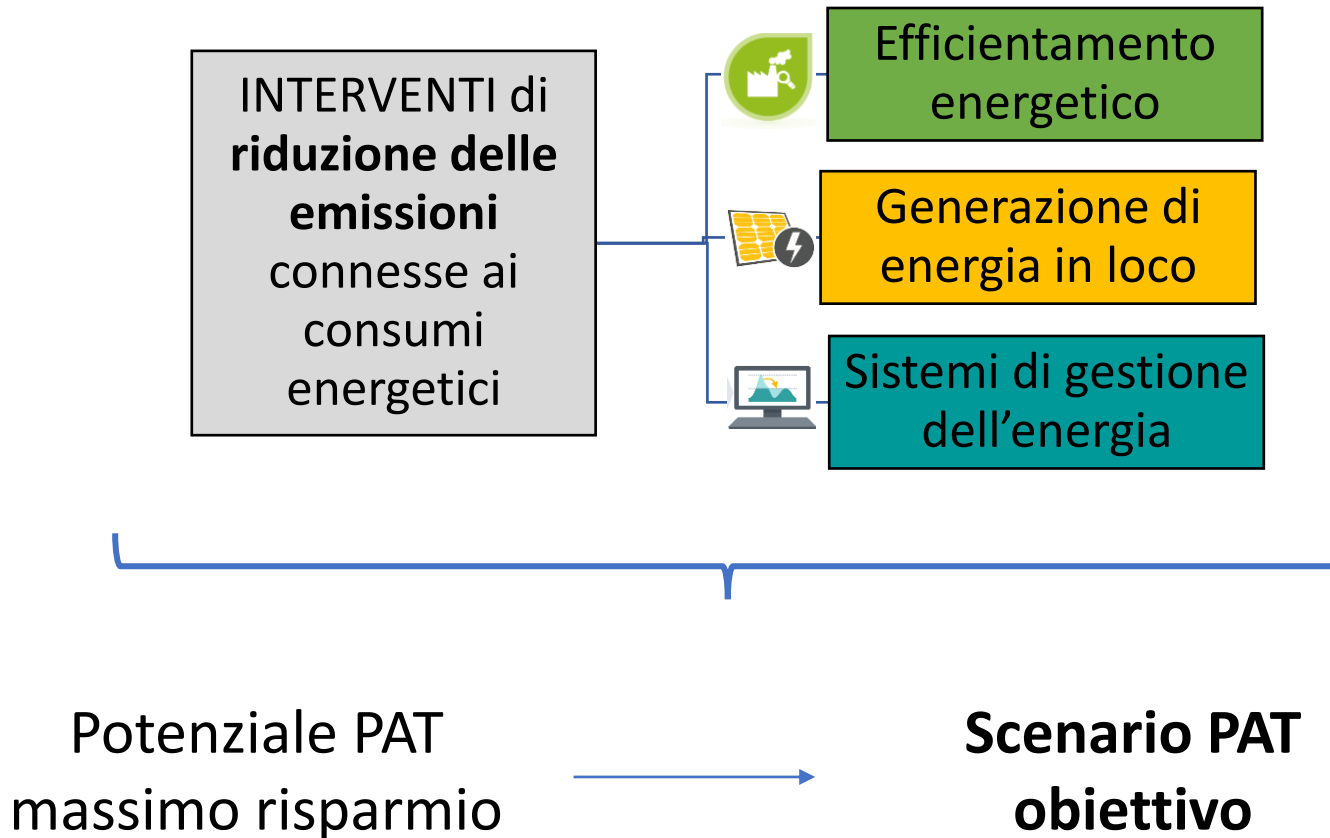 INTERVENTI di
riduzione delle
emissioni
connesse ai
consumi
energetici
Efficientamento
energetico
Generazione di
energia in loco
Sistemi di gestione
dell’energia
Potenziale PAT
massimo risparmio
Scenario PAT
obiettivo